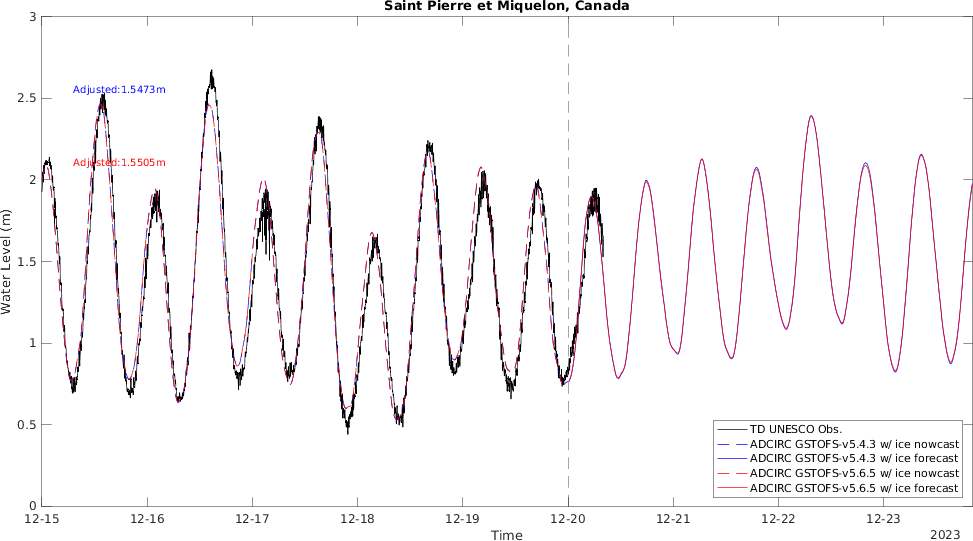 Saint Pierre et Miquelon, Canada
3
2.5
2
1.5
1
0.5
0
Water Level (m)
Adjusted:1.5473m
Adjusted:1.5505m
TD UNESCO Obs.
ADCIRC GSTOFS-v5.4.3 w/ ice nowcast
ADCIRC GSTOFS-v5.4.3 w/ ice forecast
ADCIRC GSTOFS-v5.6.5 w/ ice nowcast
ADCIRC GSTOFS-v5.6.5 w/ ice forecast
12-15 12-16 12-17 12-18 12-19 12-20 12-21 12-22 12-23
Time
2023